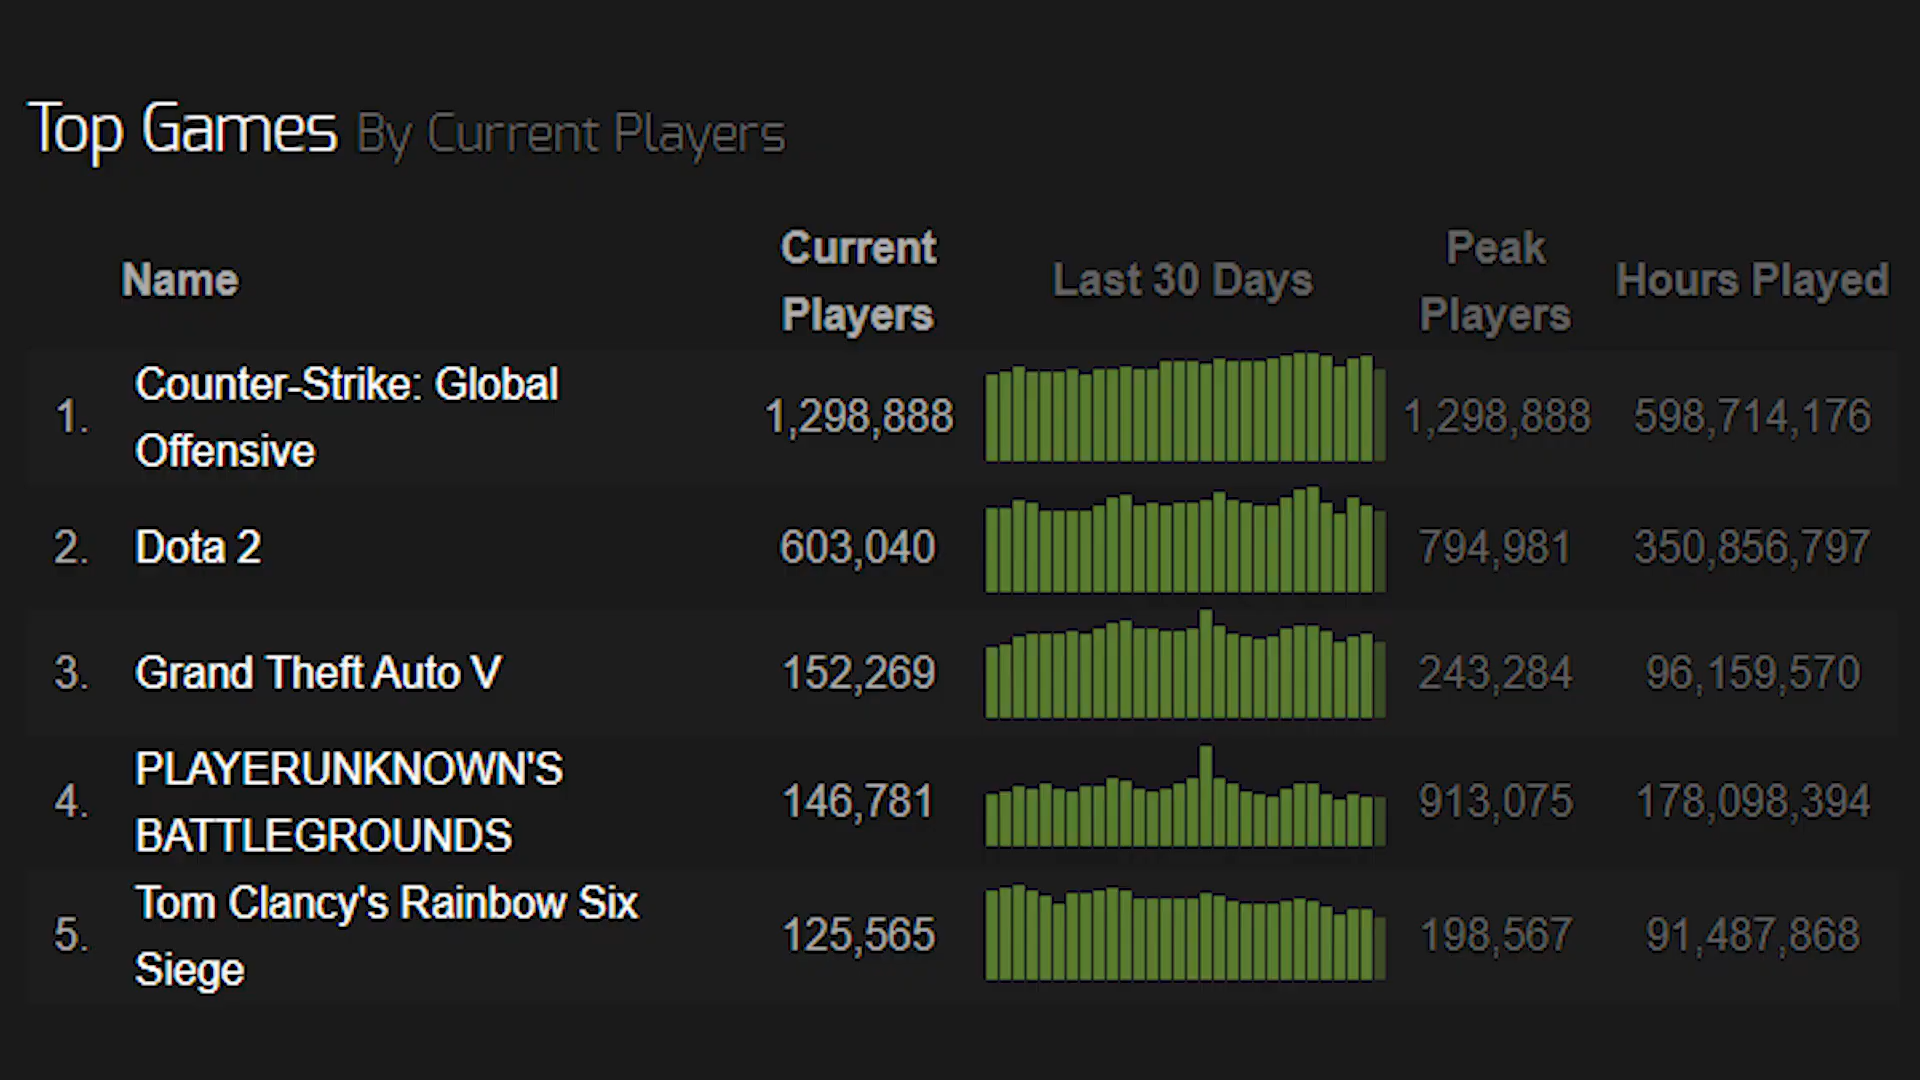 Top Games By Current Players
Name Current Players Last 30 Days Peak Players Hours Played
1. Counter-Strike: Global Offensive 1,298,888 1,298,888 598,714,176
2. Dota 2 603,040 794,981 350,856,797
3. Grand Theft Auto V 152,269 243,284 96,159,570
4. PLAYERUNKNOWN'S BATTLEGROUNDS 146,781 913,075 178,098,394
5. Tom Clancy's Rainbow Six Siege 125,565 198,567 91,487,868